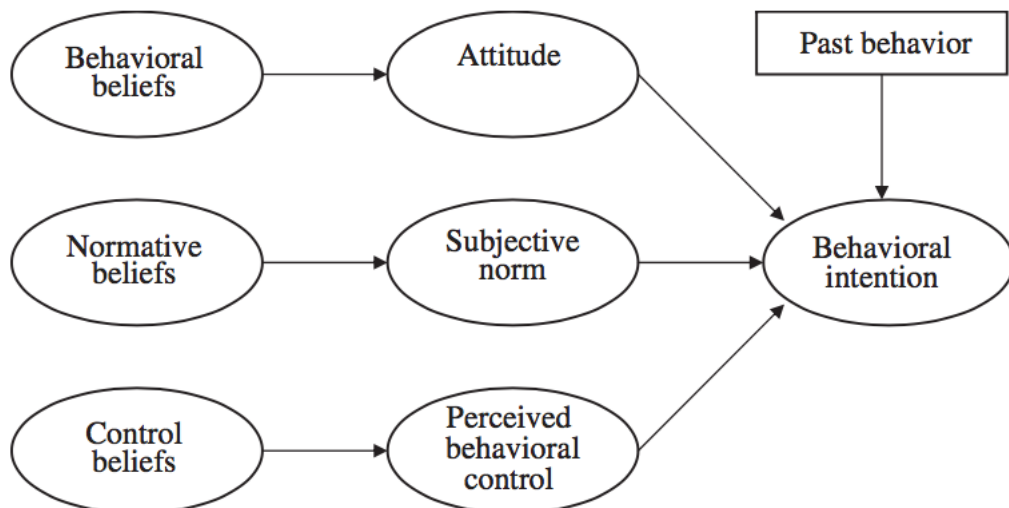 Behavioral
beliefs
Attitude
Past behavior
Normative
beliefs
Subjective
norm
Behavioral
intention
Control
beliefs
Perceived
behavioral
control